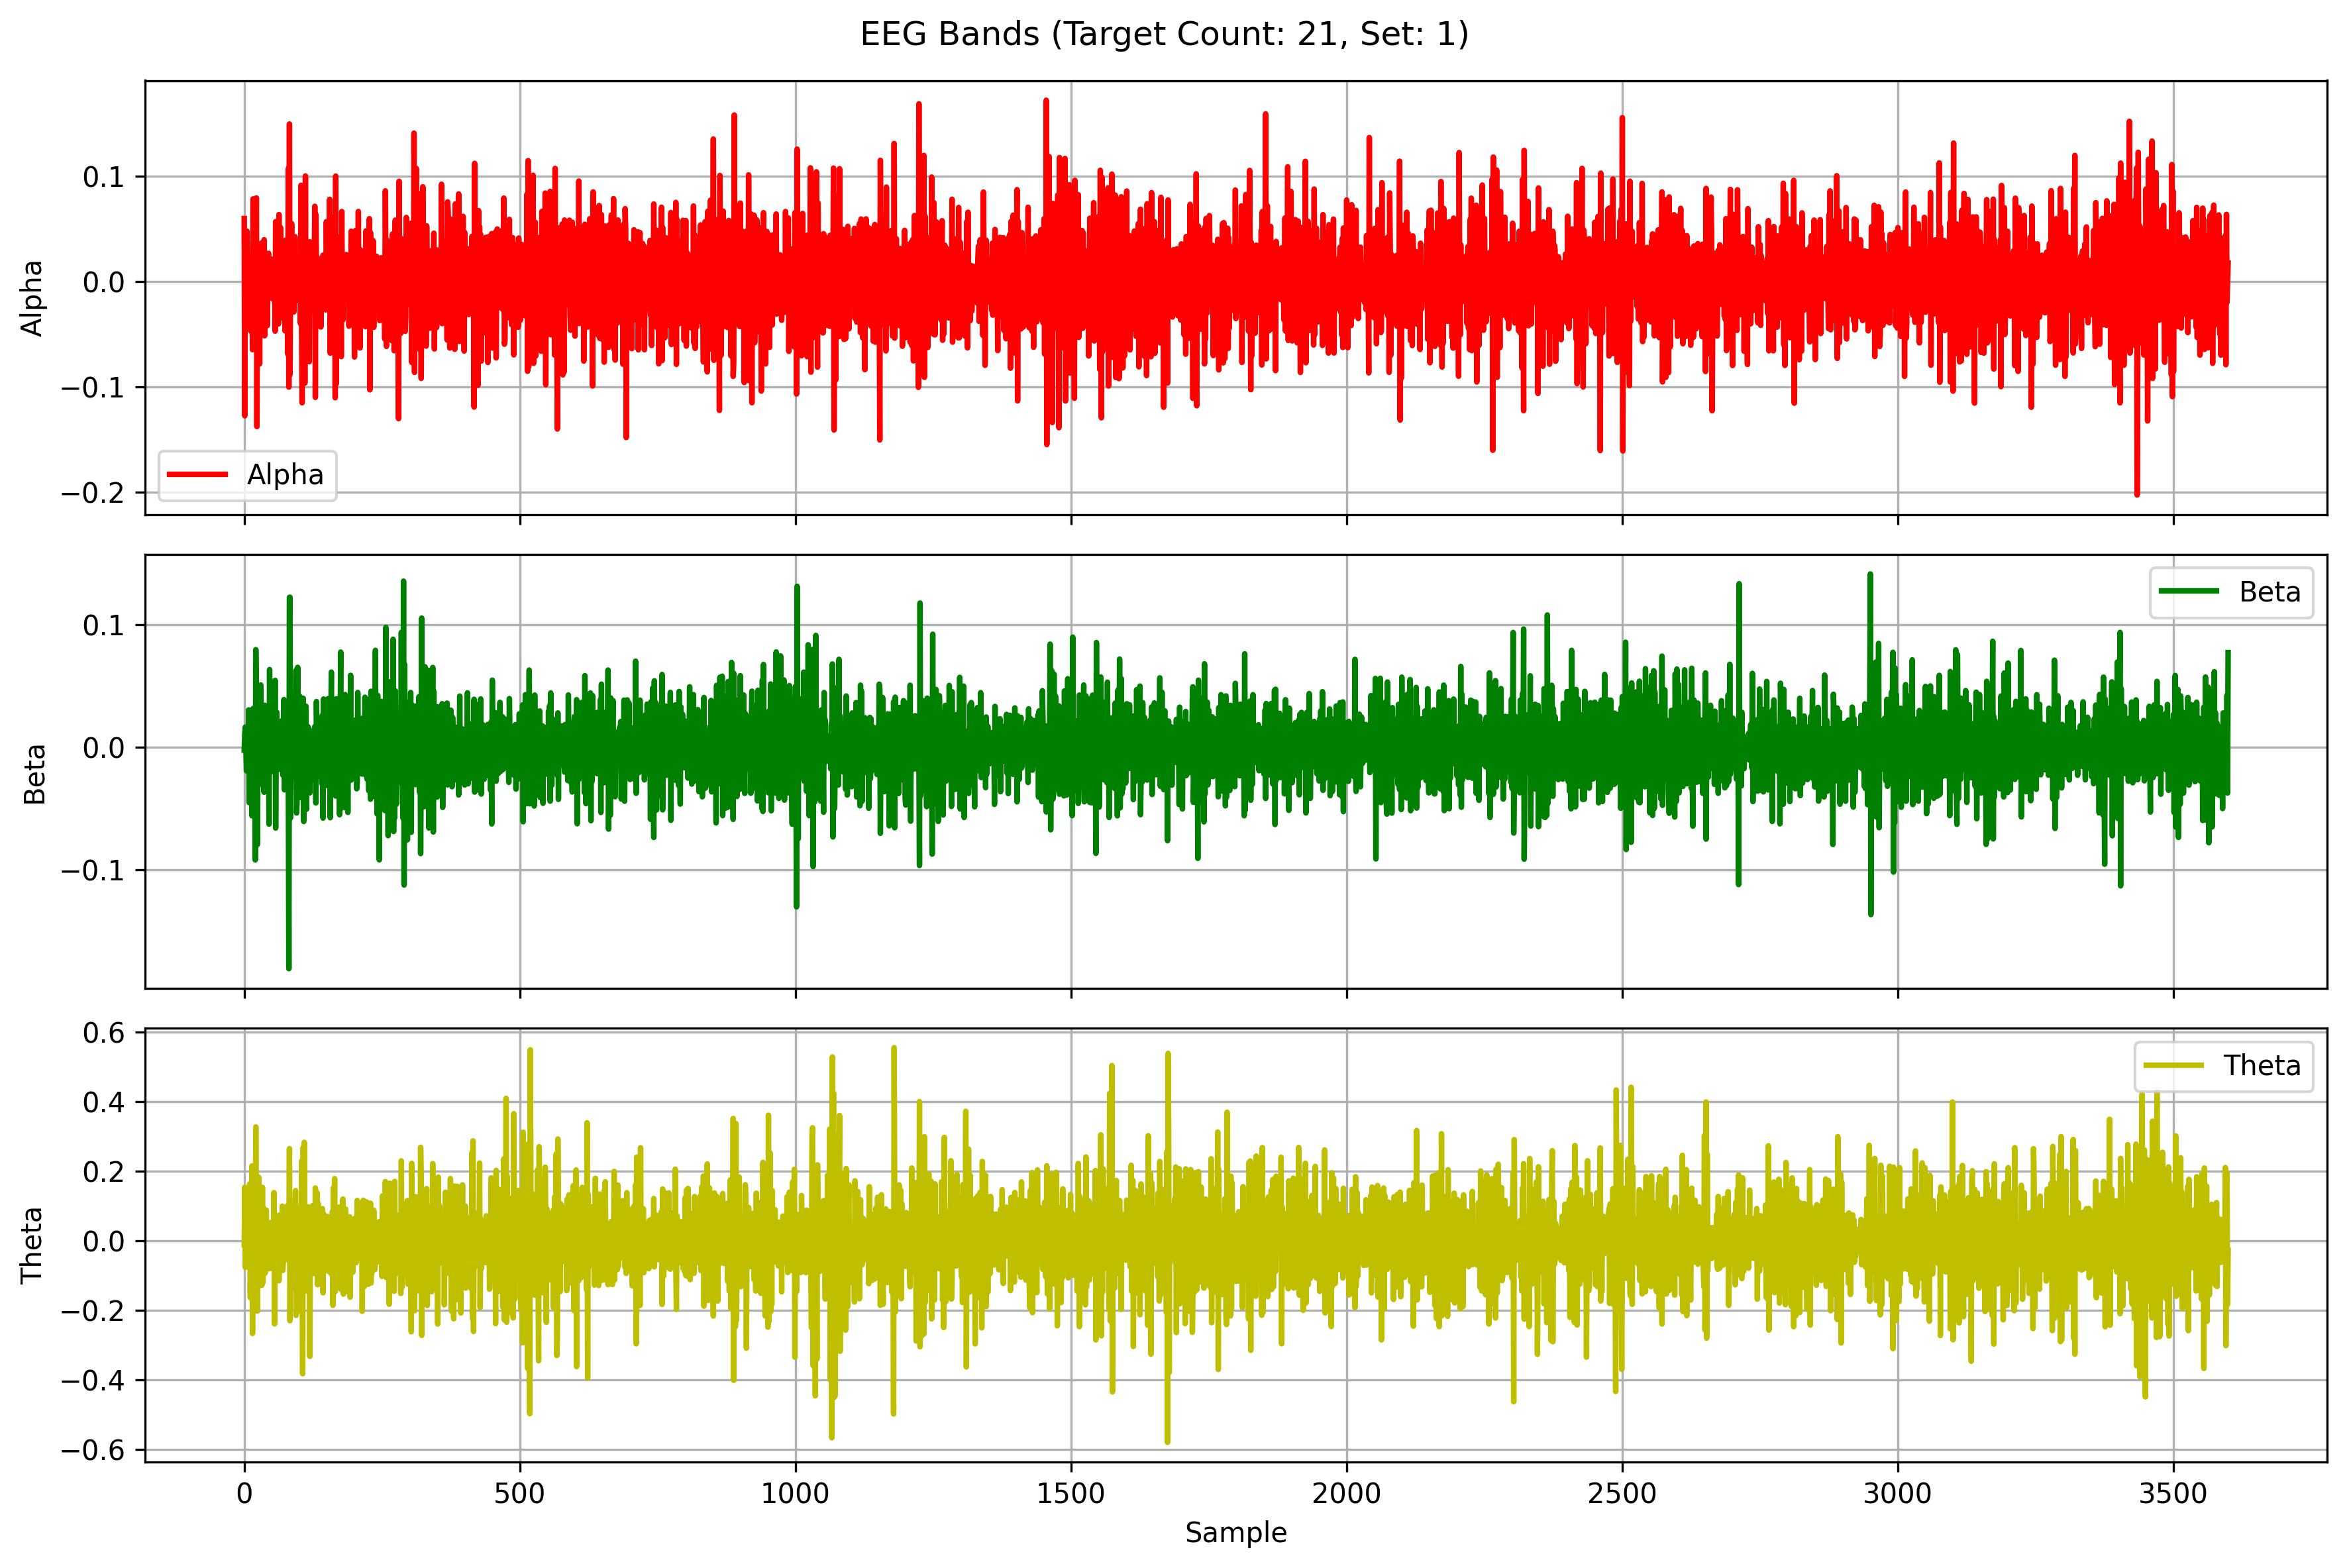 EEG Bands (Target Count: 21, Set: 1)
0.1
0.0
−0.1
−0.2
Alpha
Alpha
0.1
0.0
−0.1
Beta
Beta
0.6
0.4
0.2
0.0
−0.2
−0.4
−0.6
Theta
Theta
0 500 1000 1500 2000 2500 3000 3500
Sample